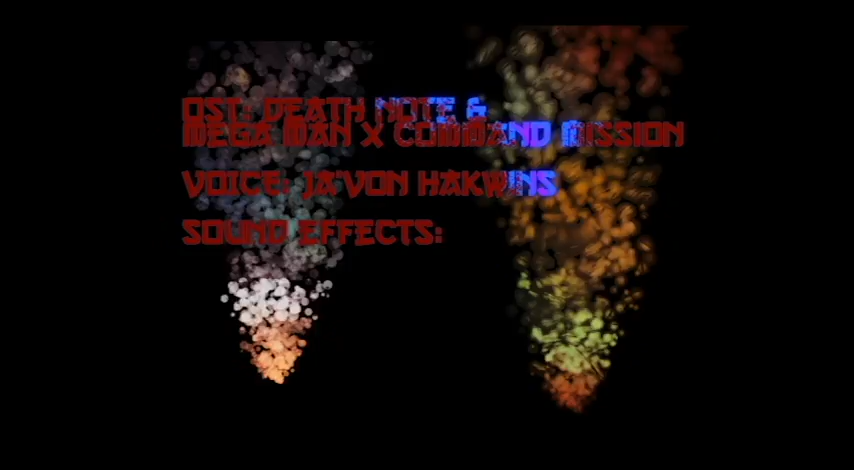 OST: DEATH NOTE &
MEGA MAN X COMMAND MISSION
VOICE: JA'VON HAKWINS
SOUND EFFECTS: